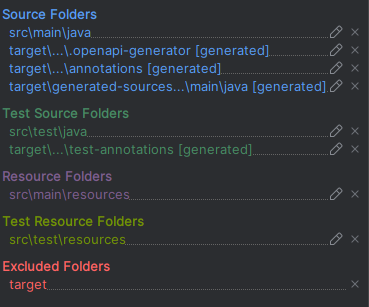 Source Folders
src\main\java
target\...\.openapi-generator [generated]
target\...\annotations [generated]
target\generated-sources...\main\java [generated]
Test Source Folders
src\test\java
target\...\test-annotations [generated]
Resource Folders
src\main\resources
Test Resource Folders
src\test\resources
Excluded Folders
target